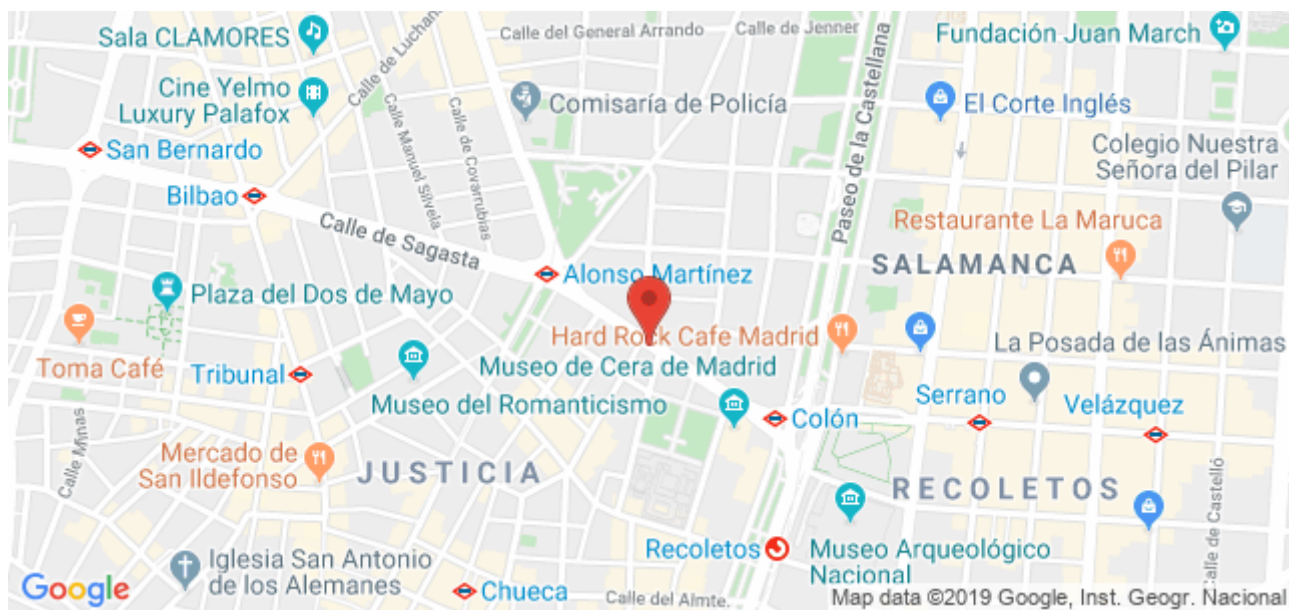 Sala CLAMORES
Calle de Luchan
Calle del General Arrando
Calle de Jenner
Fundación Juan March
Cine Yelmo
Luxury Palafox
Comisaría de Policía
Paseo de la Castellana
El Corte Inglés
Calle Manuel Silvela
Calle de Covarrubias
Colegio Nuestra
Señora del Pilar
San Bernardo
Bilbao
Calle de Sagasta
Restaurante La Maruca
Alonso Martínez
SALAMANCA
Plaza del Dos de Mayo
Hard Rock Cafe Madrid
La Posada de las Ánimas
Toma Café
Tribunal
Museo de Cera de Madrid
Museo del Romanticismo
Colón
Serrano
Velázquez
Calle Minas
Mercado de
San Ildefonso
JUSTICIA
RECOLETOS
Calle de Castelló
Recoletos
Museo Arqueológico
Nacional
Iglesia San Antonio
de los Alemanes
Chueca
Calle del Almte.
Google
Map data ©2019 Google, Inst. Geogr. Nacional